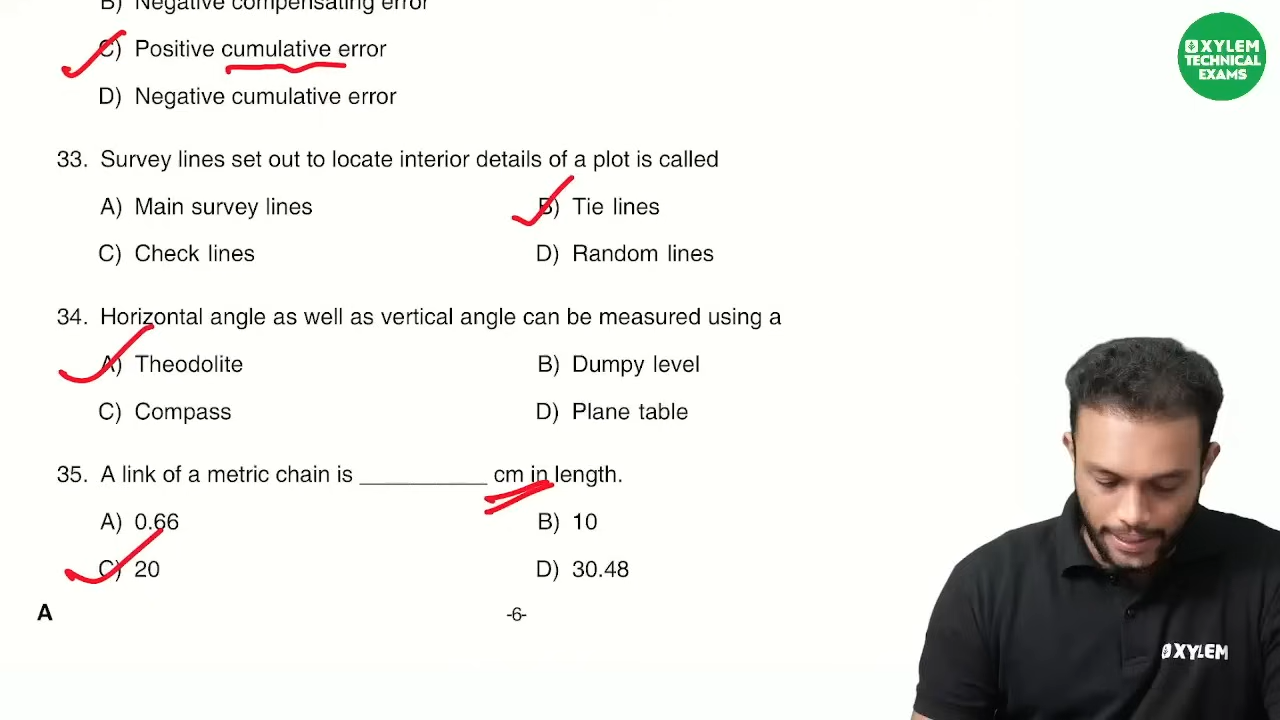 B) Negative compensating error
C) Positive cumulative error
D) Negative cumulative error
33. Survey lines set out to locate interior details of a plot is called
A) Main survey lines B) Tie lines
C) Check lines D) Random lines
34. Horizontal angle as well as vertical angle can be measured using a
A) Theodolite B) Dumpy level
C) Compass D) Plane table
35. A link of a metric chain is ___________ cm in length.
A) 0.66 B) 10
C) 20 D) 30.48
A -6-
XYLEM
TECHNICAL
EXAMS
XYLEM